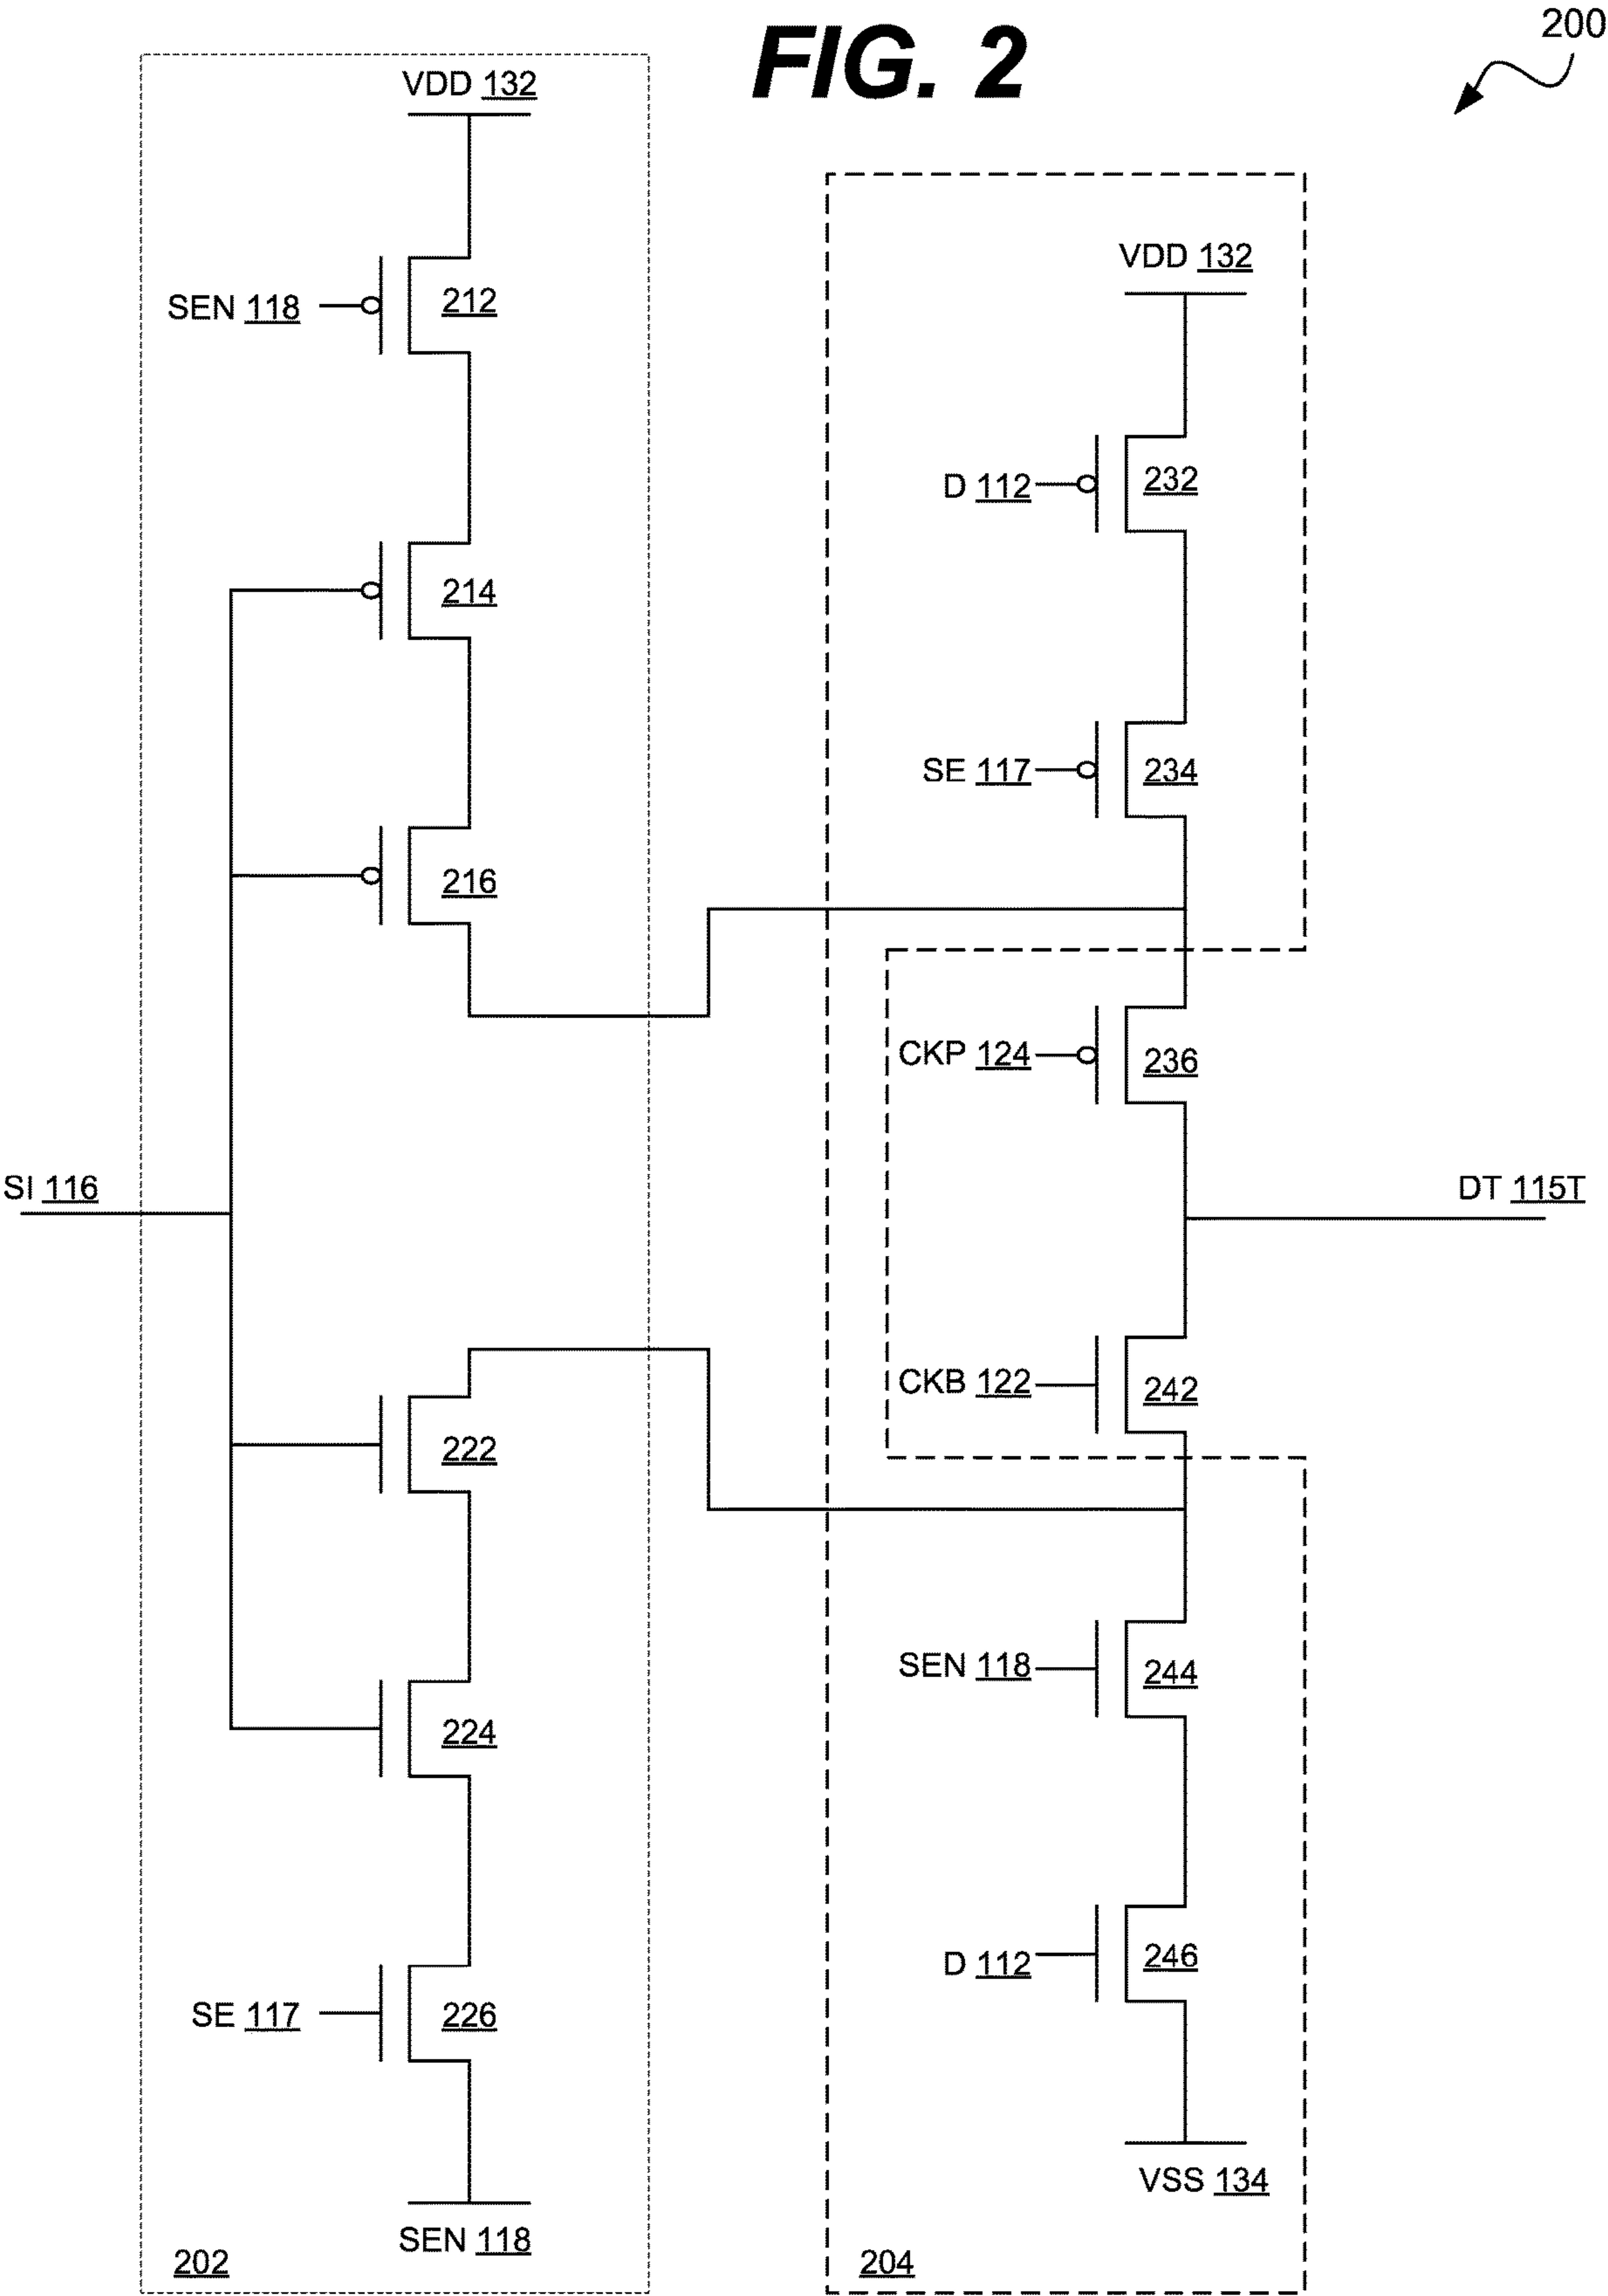 FIG. 2
200
VDD 132
SEN 118
212
214
216
SI 116
222
224
SE 117
226
SEN 118
202
VDD 132
D 112
232
SE 117
234
CKP 124
236
DT 115T
CKB 122
242
SEN 118
244
D 112
246
VSS 134
204